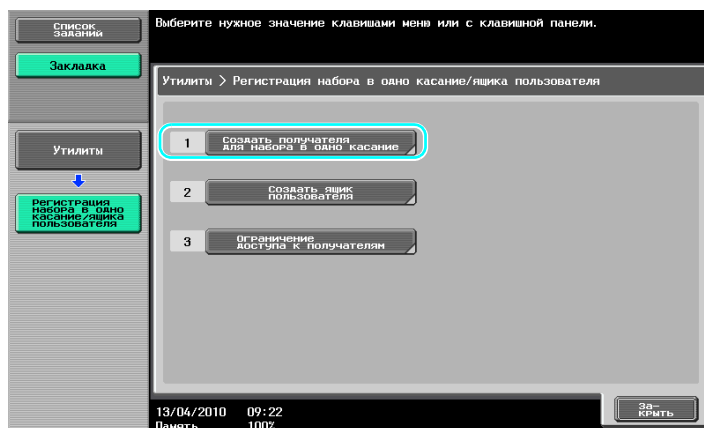 Список
заданий
Выберите нужное значение клавишами меню или с клавишной панели.
Закладка
Утилиты > Регистрация набора в одно касание/ящика пользователя
1 Создать получателя
для набора в одно касание
Утилиты
2 Создать ящик
пользователя
Регистрация
набора в одно
касание/ящика
пользователя
3 Ограничение
доступа к получателям
13/04/2010 09:22
Память 100%
За-
крыть